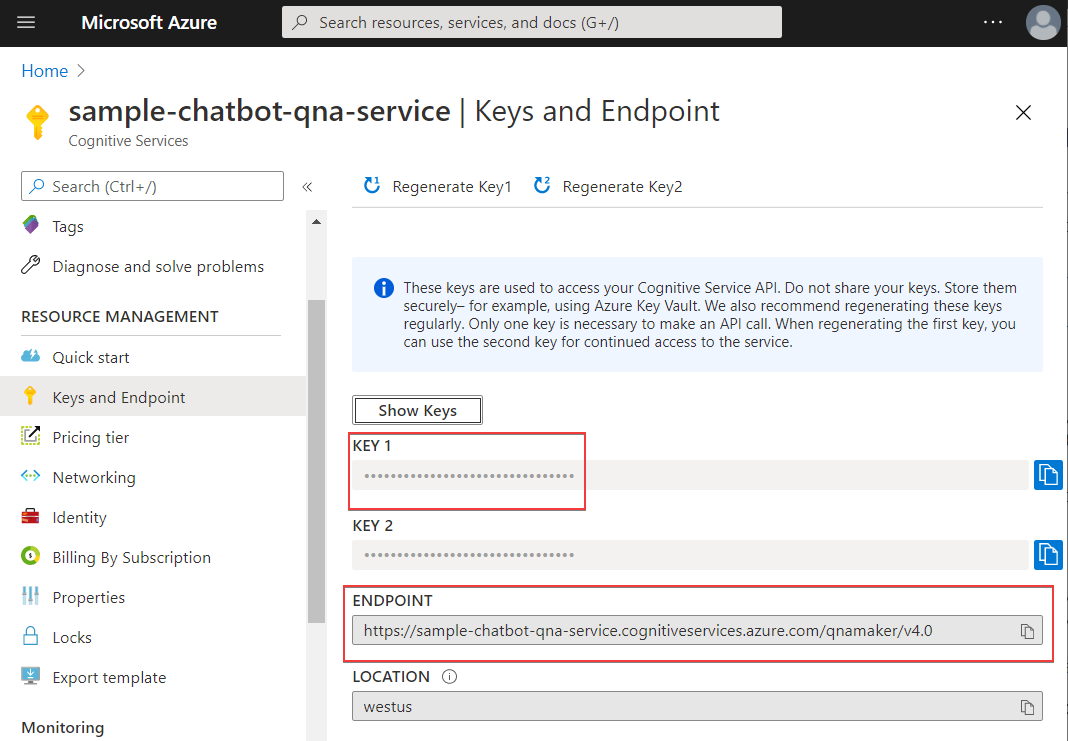 Microsoft Azure
Search resources, services, and docs (G+/)
Home
sample-chatbot-qna-service | Keys and Endpoint
Cognitive Services
Search (Ctrl+/)
Tags
Diagnose and solve problems
RESOURCE MANAGEMENT
Quick start
Keys and Endpoint
Pricing tier
Networking
Identity
Billing By Subscription
Properties
Locks
Export template
Monitoring
Regenerate Key1
Regenerate Key2
These keys are used to access your Cognitive Service API. Do not share your keys. Store them
securely– for example, using Azure Key Vault. We also recommend regenerating these keys
regularly. Only one key is necessary to make an API call. When regenerating the first key, you
can use the second key for continued access to the service.
Show Keys
KEY 1
KEY 2
ENDPOINT
https://sample-chatbot-qna-service.cognitiveservices.azure.com/qnamaker/v4.0
LOCATION
westus